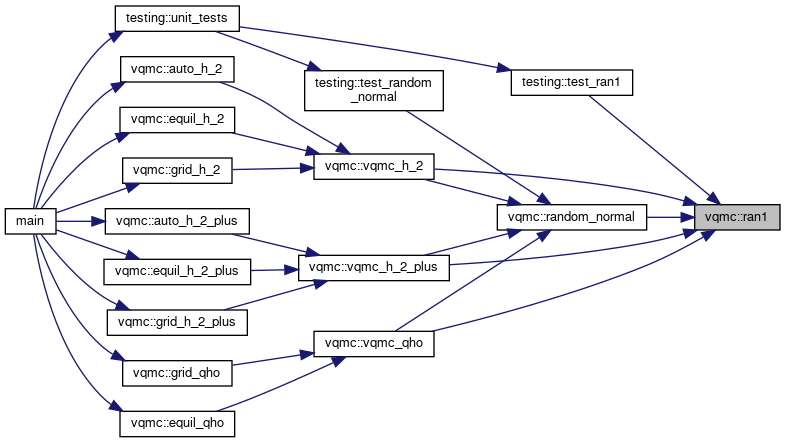 testing::unit_tests
vqmc::auto_h_2
testing::test_random
_normal
testing::test_ran1
vqmc::equil_h_2
vqmc::grid_h_2
vqmc::vqmc_h_2
main
vqmc::auto_h_2_plus
vqmc::random_normal
vqmc::ran1
vqmc::equil_h_2_plus
vqmc::vqmc_h_2_plus
vqmc::grid_h_2_plus
vqmc::vqmc_qho
vqmc::grid_qho
vqmc::equil_qho